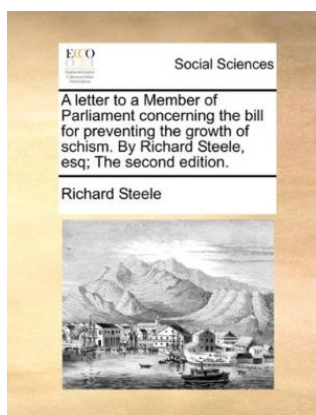 ECCO
Social Sciences
A letter to a Member of
Parliament concerning the bill
for preventing the growth of
schism. By Richard Steele,
esq; The second edition.
Richard Steele